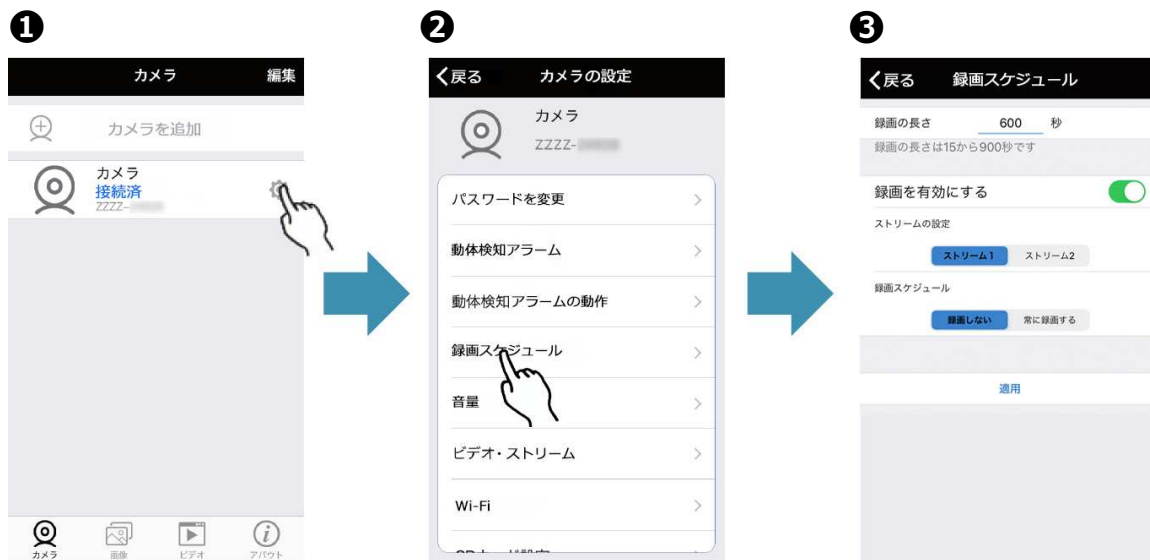 ❶
カメラ 編集
カメラを追加
カメラ
接続済
ZZZZ-
カメラ 画像 ビデオ アバウト
❷
戻る カメラの設定
カメラ
ZZZZ-
パスワードを変更
動体検知アラーム
動体検知アラームの動作
録画スケジュール
音量
ビデオ・ストリーム
Wi-Fi
❸
戻る 録画スケジュール
録画の長さ 600 秒
録画の長さは15から900秒です
録画を有効にする
ストリームの設定
ストリーム1 ストリーム2
録画スケジュール
録画しない 常に録画する
適用